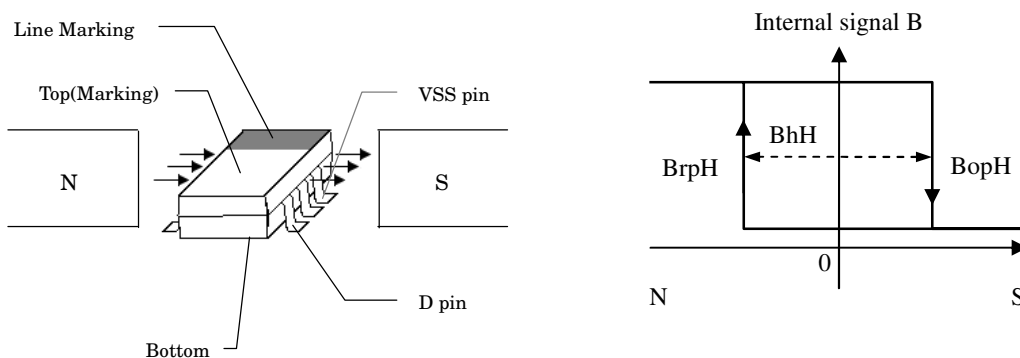 Line Marking
Top(Marking)
VSS pin
N
S
D pin
Bottom
Internal signal B
BhH
BrpH
BopH
0
N
S